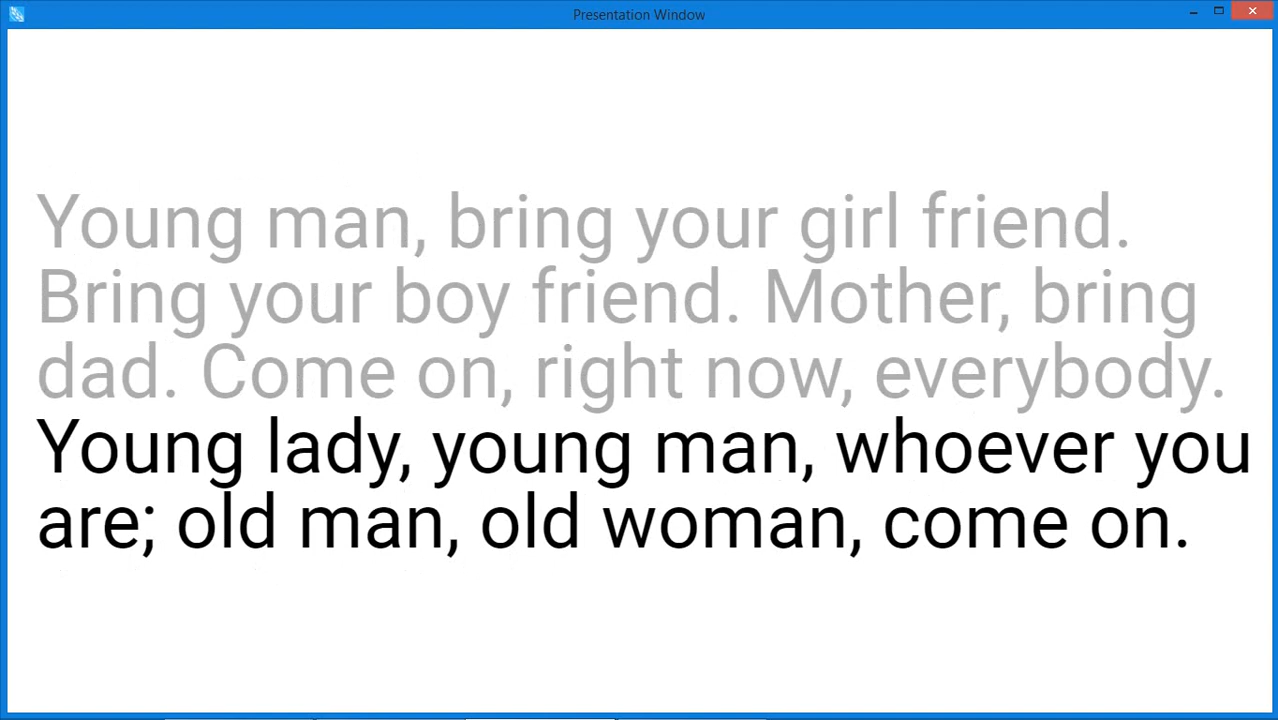 Presentation Window
Young man, bring your girl friend.
Bring your boy friend. Mother, bring
dad. Come on, right now, everybody.
Young lady, young man, whoever you
are; old man, old woman, come on.